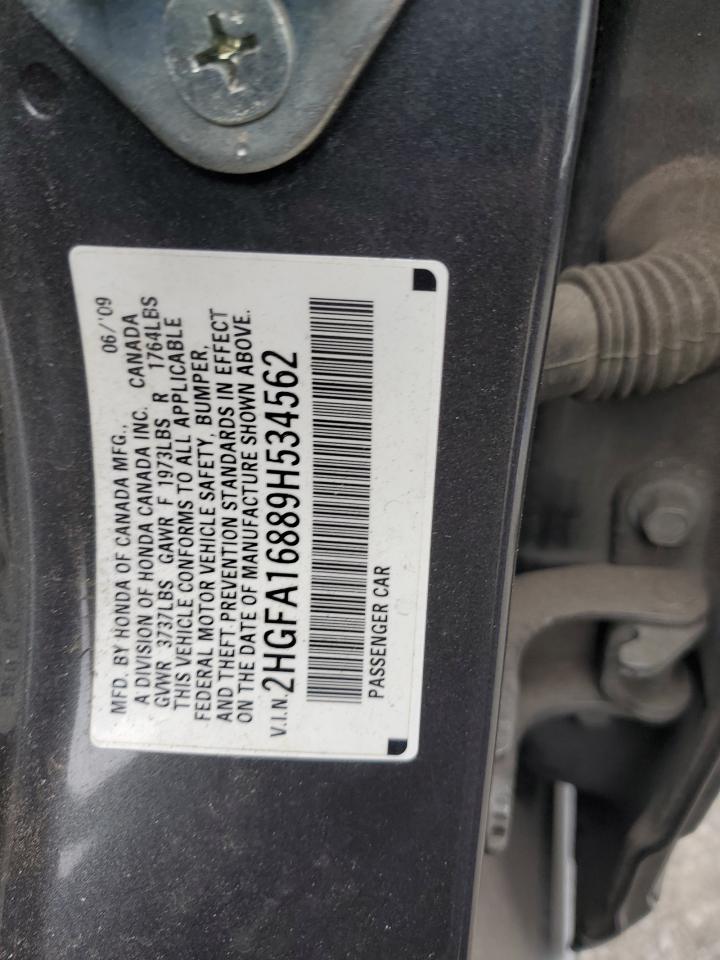 MFD. BY HONDA OF CANADA MFG., 06/'09
A DIVISION OF HONDA CANADA INC. CANADA
GVWR 3737LBS GAWR F 1973LBS R 1764LBS
THIS VEHICLE CONFORMS TO ALL APPLICABLE
FEDERAL MOTOR VEHICLE SAFETY, BUMPER,
AND THEFT PREVENTION STANDARDS IN EFFECT
ON THE DATE OF MANUFACTURE SHOWN ABOVE.
V.I.N. 2HGFA16889H534562
PASSENGER CAR